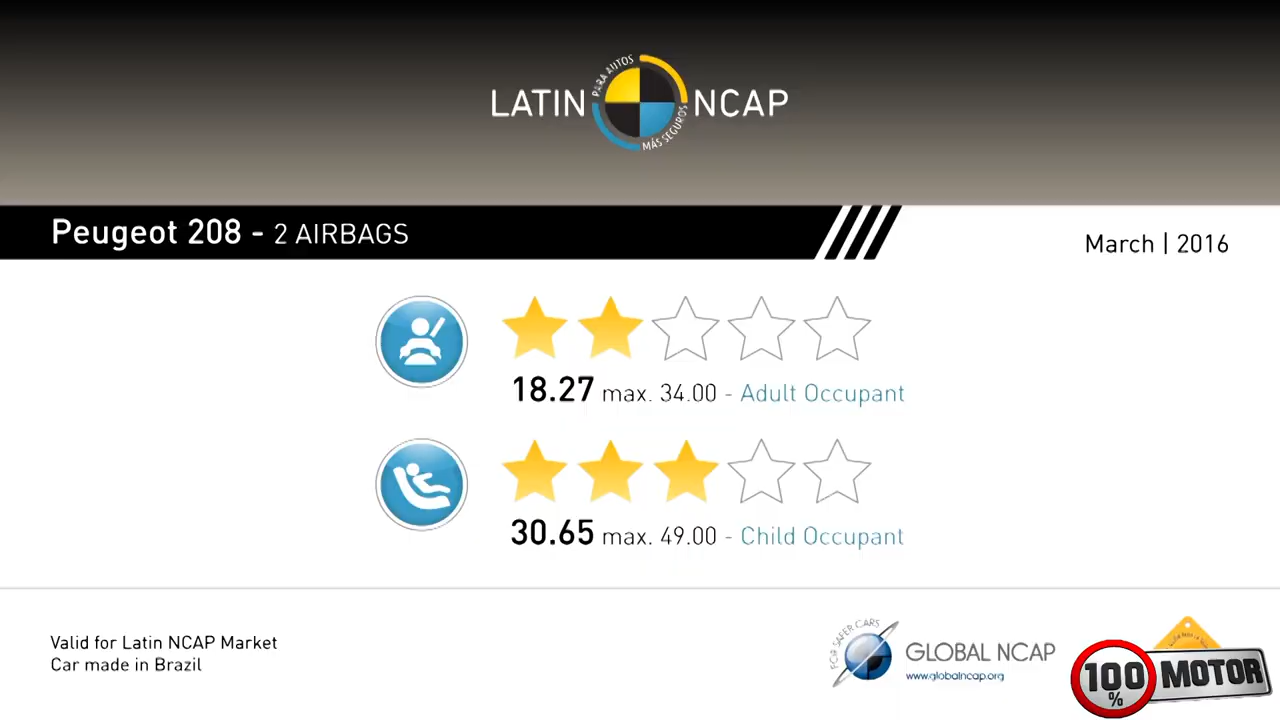 LATIN NCAP
PARA AUTOS
MÁS SEGUROS
Peugeot 208 - 2 AIRBAGS
March | 2016
18.27 max. 34.00 - Adult Occupant
30.65 max. 49.00 - Child Occupant
Valid for Latin NCAP Market
Car made in Brazil
FOR SAFER CARS
GLOBAL NCAP
www.globalncap.org
100% MOTOR